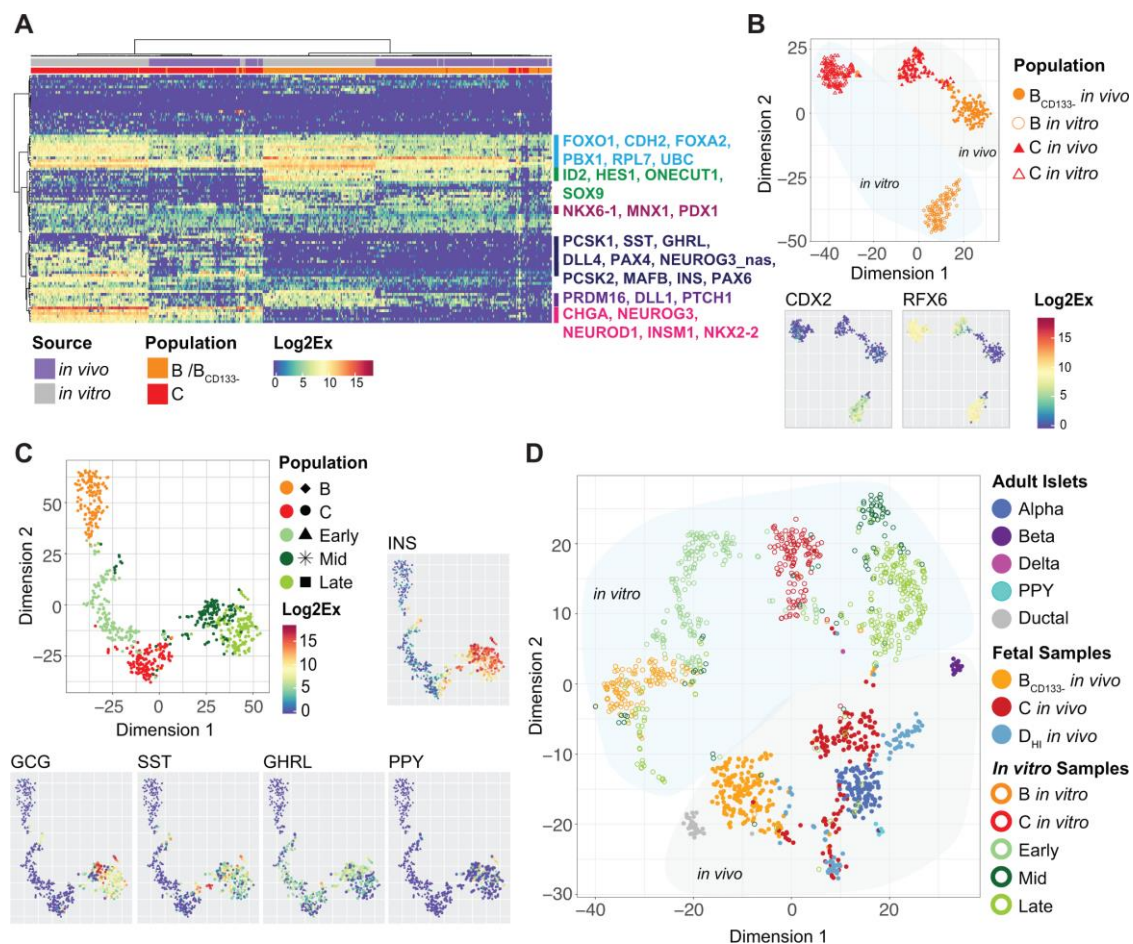 A
FOXO1, CDH2, FOXA2,
PBX1, RPL7, UBC
ID2, HES1, ONECUT1,
SOX9
NKX6-1, MNX1, PDX1
PCSK1, SST, GHRL,
DLL4, PAX4, NEUROG3_nas,
PCSK2, MAFB, INS, PAX6
PRDM16, DLL1, PTCH1
CHGA, NEUROG3,
NEUROD1, INSM1, NKX2-2
Source
in vivo
in vitro
Population
B /BCD133-
C
Log2Ex
0 5 10 15
B
25
0
−25
−50
Dimension 2
in vivo
in vitro
−40 −20 0 20
Dimension 1
Population
BCD133- in vivo
B in vitro
C in vivo
C in vitro
CDX2
RFX6
Log2Ex
15
10
5
0
C
50
25
0
−25
Dimension 2
−25 0 25 50
Dimension 1
Population
B
C
Early
Mid
Late
Log2Ex
15
10
5
0
INS
GCG
SST
GHRL
PPY
D
20
10
0
−10
−20
−30
Dimension 2
in vitro
in vivo
−40 −20 0 20
Dimension 1
Adult Islets
Alpha
Beta
Delta
PPY
Ductal
Fetal Samples
BCD133- in vivo
C in vivo
DHI in vivo
In vitro Samples
B in vitro
C in vitro
Early
Mid
Late